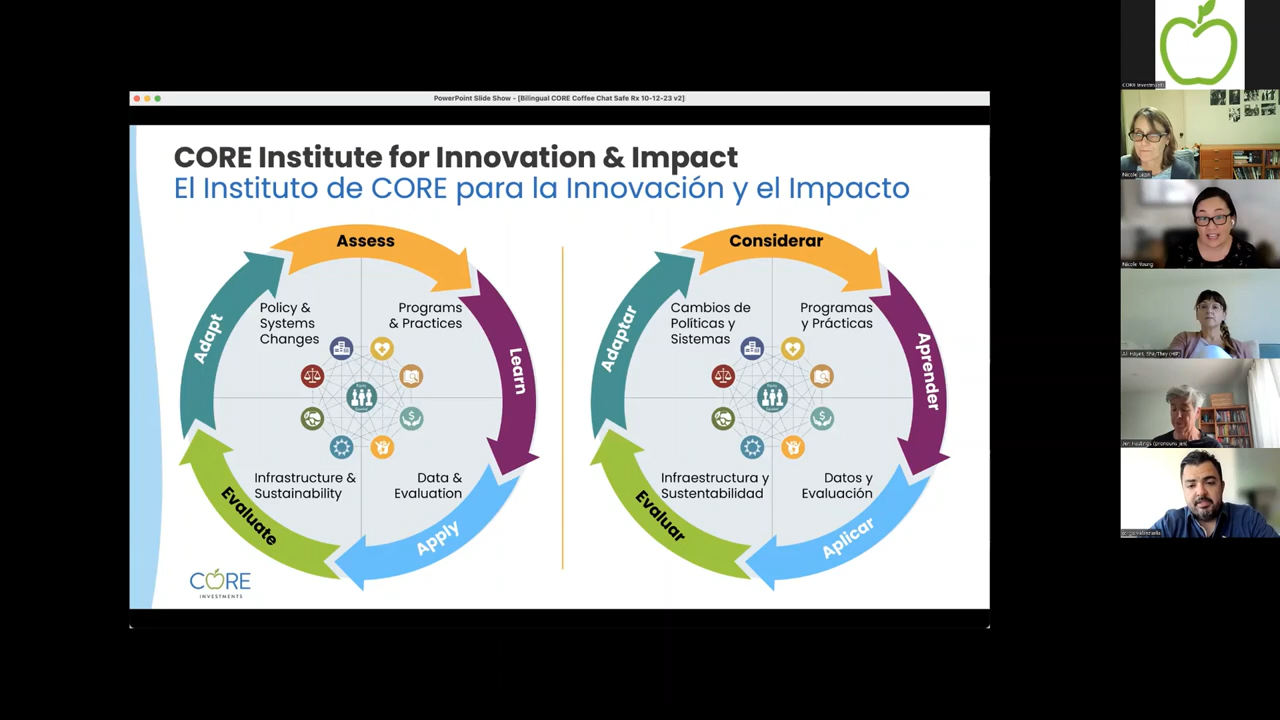 PowerPoint Slide Show - [Bilingual CORE Coffee Chat Safe Rx 10-12-23 v2]
CORE Institute for Innovation & Impact
El Instituto de CORE para la Innovación y el Impacto
Assess
Learn
Apply
Evaluate
Adapt
Policy &
Systems
Changes
Programs
& Practices
Infrastructure &
Sustainability
Data &
Evaluation
Considerar
Aprender
Aplicar
Evaluar
Adaptar
Cambios de
Políticas y
Sistemas
Programas
y Prácticas
Infraestructura y
Sustentabilidad
Datos y
Evaluación
CORE
INVESTMENTS
CORE Investments
Nicole Young